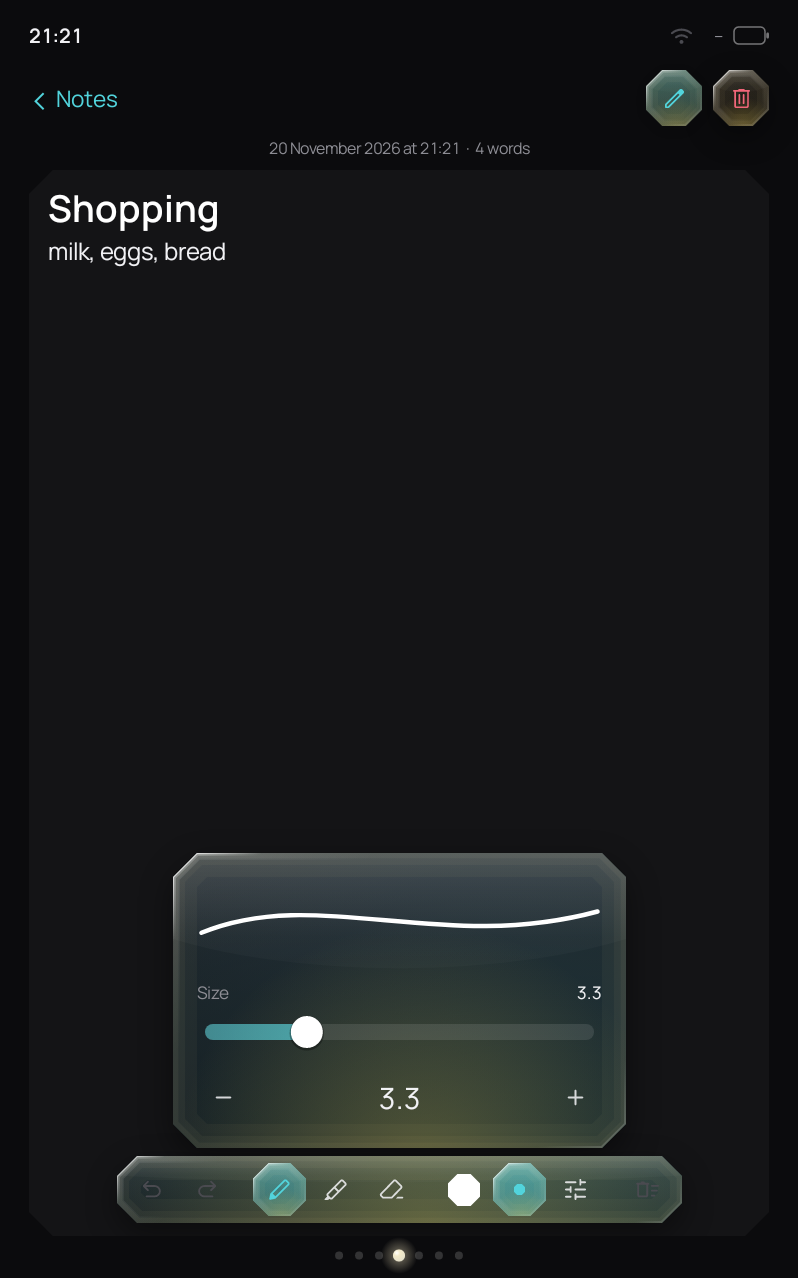 21:21
–
Notes
20 November 2026 at 21:21 · 4 words
Shopping
milk, eggs, bread
Size 3.3
− 3.3 +